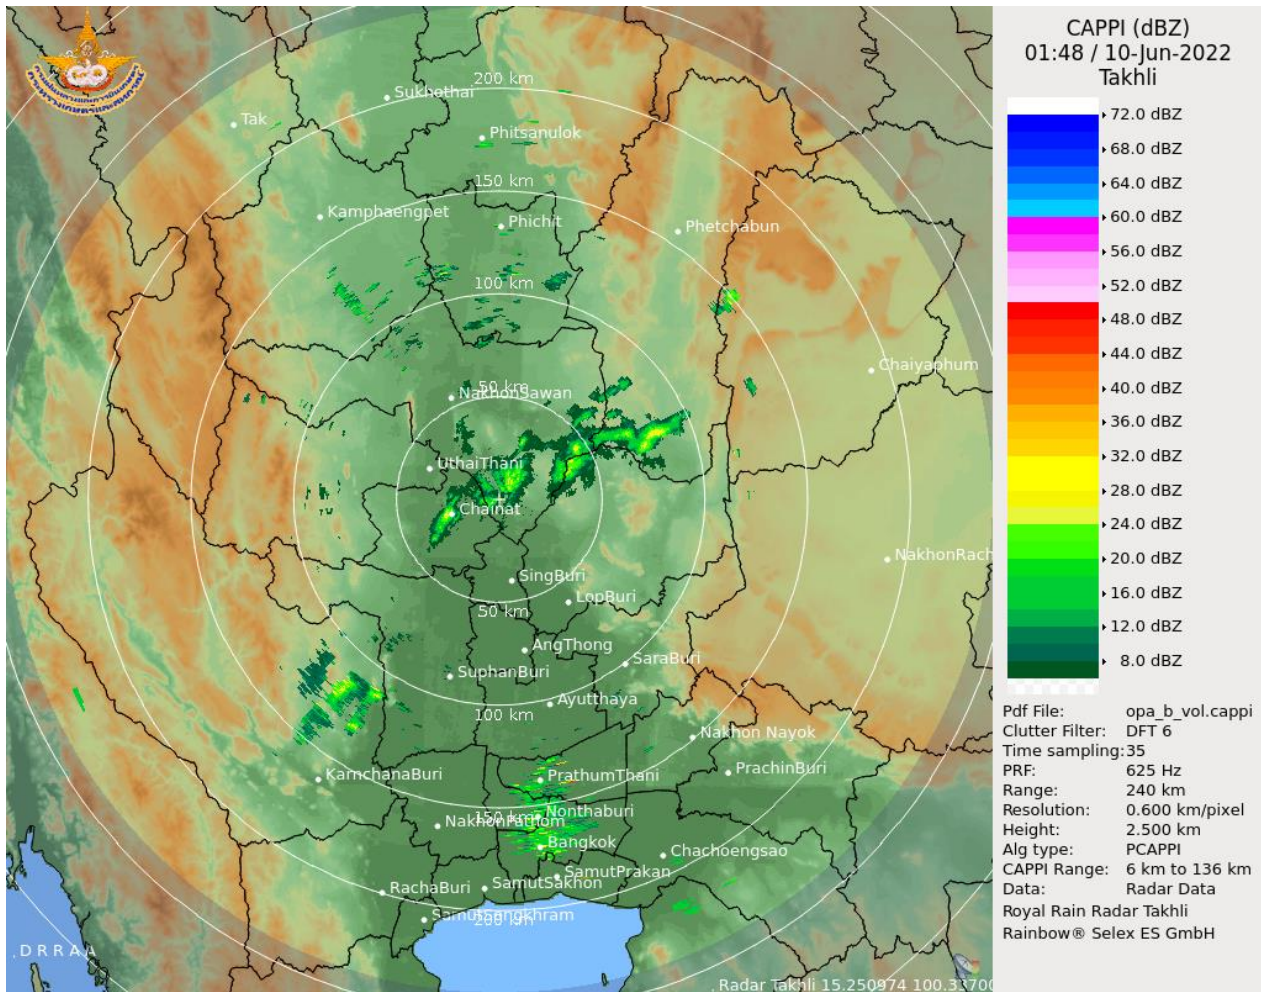 CAPPI (dBZ)
01:48 / 10-Jun-2022
Takhli
72.0 dBZ
68.0 dBZ
64.0 dBZ
60.0 dBZ
56.0 dBZ
52.0 dBZ
48.0 dBZ
44.0 dBZ
40.0 dBZ
36.0 dBZ
32.0 dBZ
28.0 dBZ
24.0 dBZ
20.0 dBZ
16.0 dBZ
12.0 dBZ
8.0 dBZ
Pdf File: opa_b_vol.cappi
Clutter Filter: DFT 6
Time sampling:35
PRF: 625 Hz
Range: 240 km
Resolution: 0.600 km/pixel
Height: 2.500 km
Alg type: PCAPPI
CAPPI Range: 6 km to 136 km
Data: Radar Data
Royal Rain Radar Takhli
Rainbow® Selex ES GmbH
200 km
Sukhothai
Tak
Phitsanulok
150 km
Kamphaengpet
Phichit
Phetchabun
100 km
Chaiyaphum
50 km
NakhonSawan
UthaiThani
Chainat
NakhonRach
SingBuri
LopBuri
50 km
AngThong
SaraBuri
SuphanBuri
Ayutthaya
100 km
Nakhon Nayok
PrachinBuri
KamchanaBuri
PrathumThani
Nonthaburi
150 km
NakhonPathom
Bangkok
Chachoengsao
SamutPrakan
SamutSakhon
RachaBuri
SamutSongkhram
200 km
. D R R A A
. Radar Takhli 15.250974 100.33700